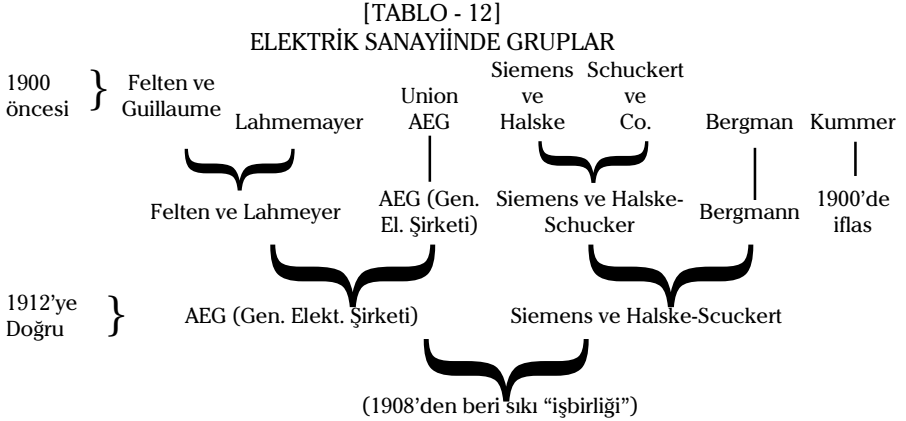 [TABLO - 12]
ELEKTRİK SANAYİİNDE GRUPLAR
1900
öncesi
Felten ve
Guillaume
Lahmemayer
Union
AEG
Siemens
ve
Halske
Schuckert
ve
Co.
Bergman
Kummer
Felten ve Lahmeyer
AEG (Gen.
El. Şirketi)
Siemens ve Halske-
Schucker
Bergmann
1900’de
iflas
1912’ye
Doğru
AEG (Gen. Elekt. Şirketi)
Siemens ve Halske-Scuckert
(1908’den beri sıkı “işbirliği”)